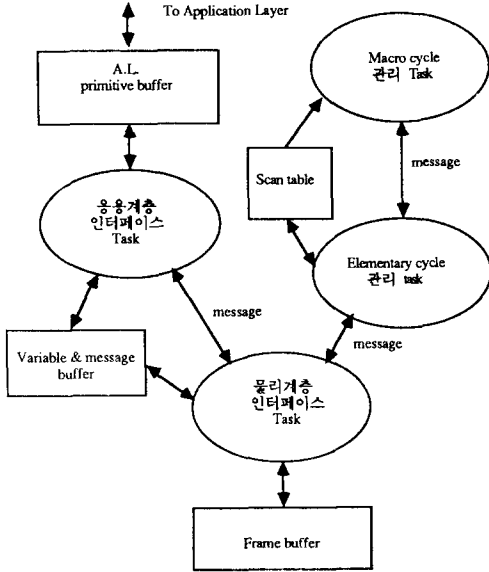 To Application Layer
A.L.
primitive buffer
Macro cycle
관리 Task
message
Scan table
응용계층
인터페이스
Task
Elementary cycle
관리 task
message
message
Variable & message
buffer
물리계층
인터페이스
Task
Frame buffer